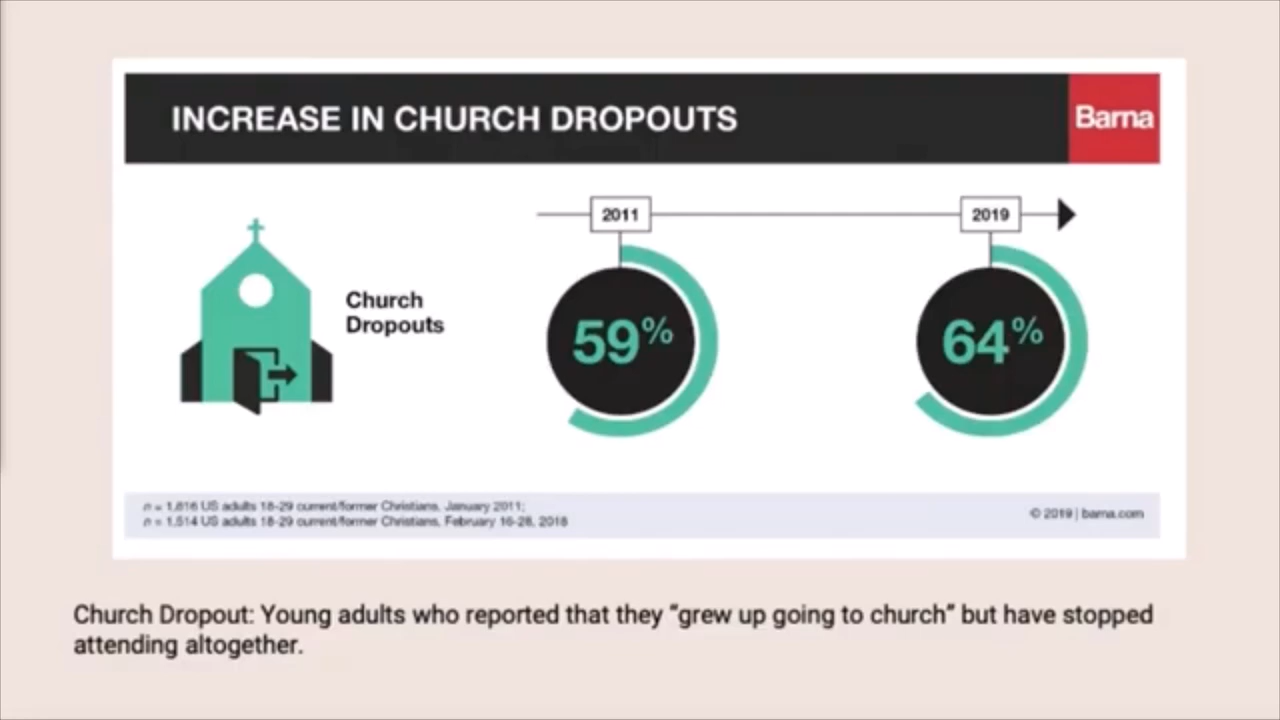 INCREASE IN CHURCH DROPOUTS
Barna
2011
2019
Church
Dropouts
59%
64%
n = 1,816 US adults 18-29 current/former Christians, January 2011;
n = 1,514 US adults 18-29 current/former Christians, February 16-28, 2018
© 2019 | barna.com
Church Dropout: Young adults who reported that they “grew up going to church” but have stopped
attending altogether.